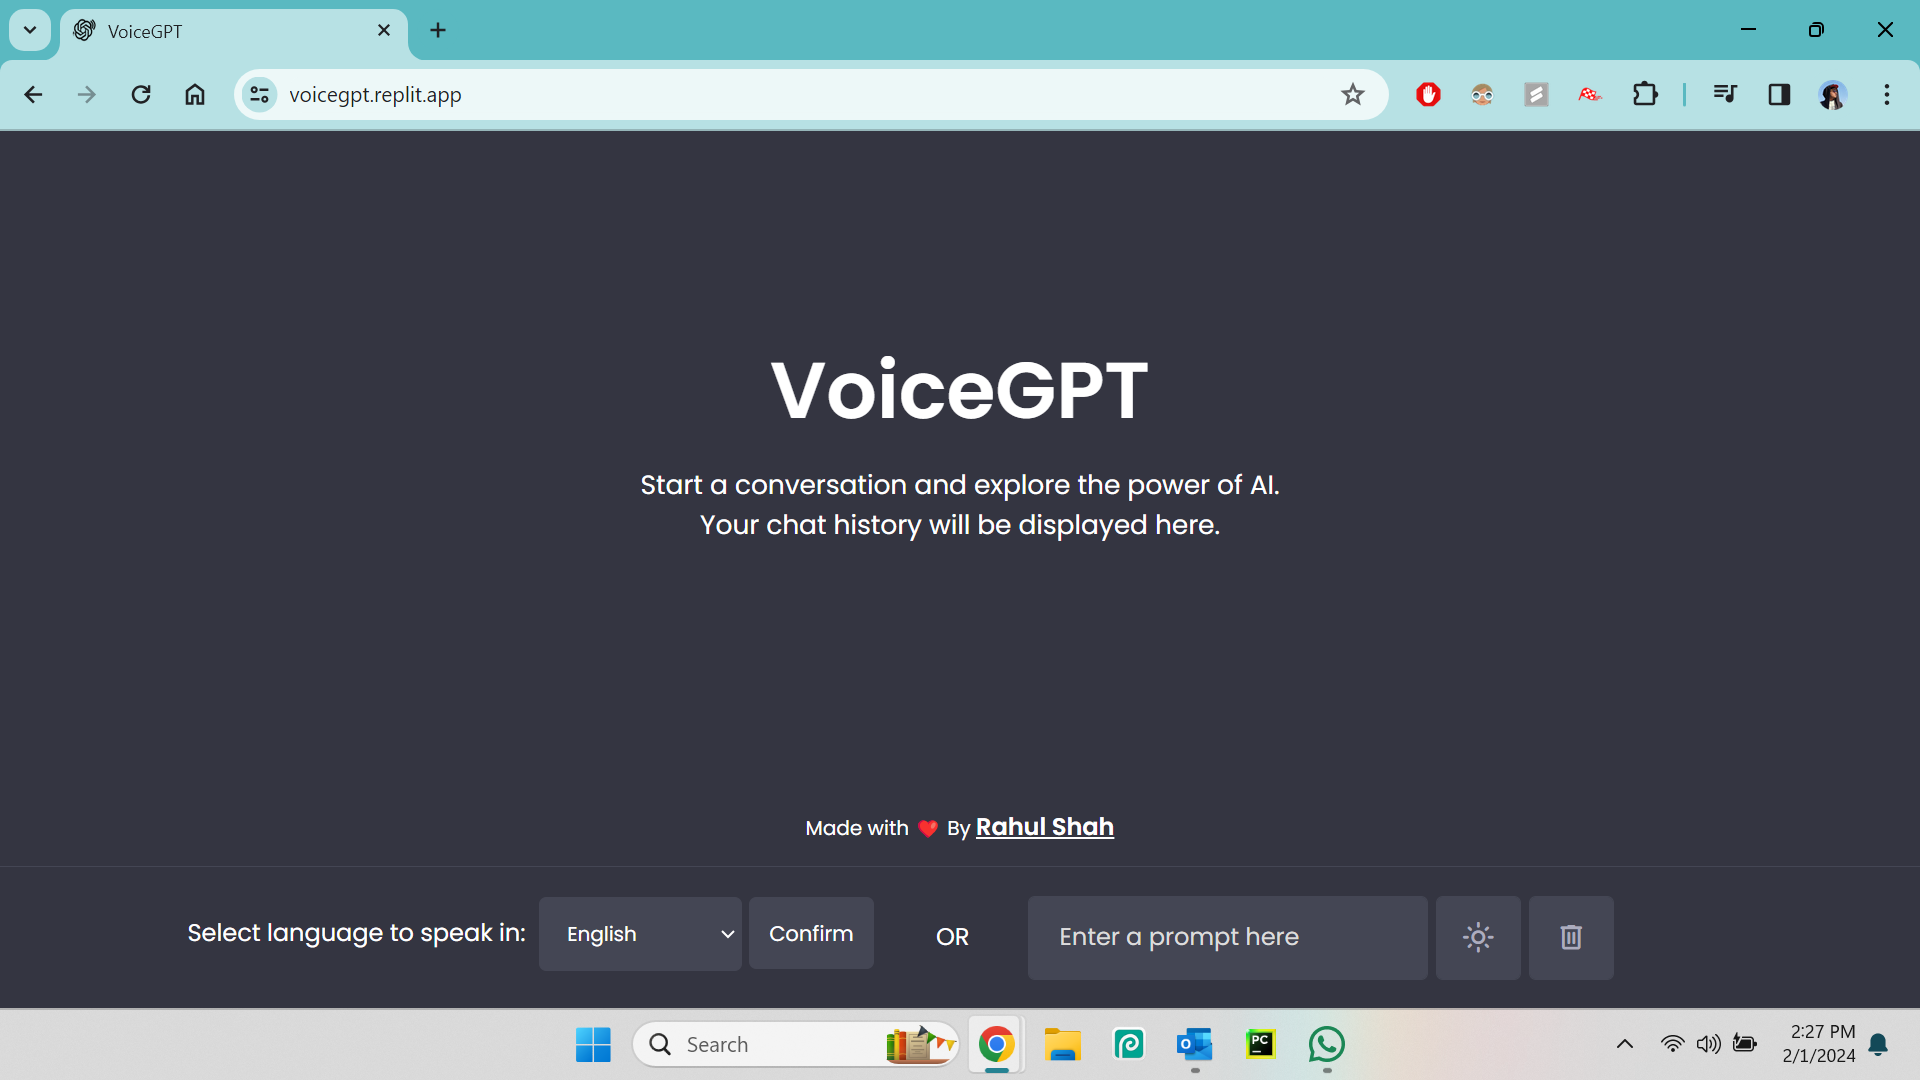 VoiceGPT
voicegpt.replit.app
VoiceGPT
Start a conversation and explore the power of AI.
Your chat history will be displayed here.
Made with ❤️ By Rahul Shah
Select language to speak in: English Confirm OR Enter a prompt here
Search
PC
2:27 PM
2/1/2024